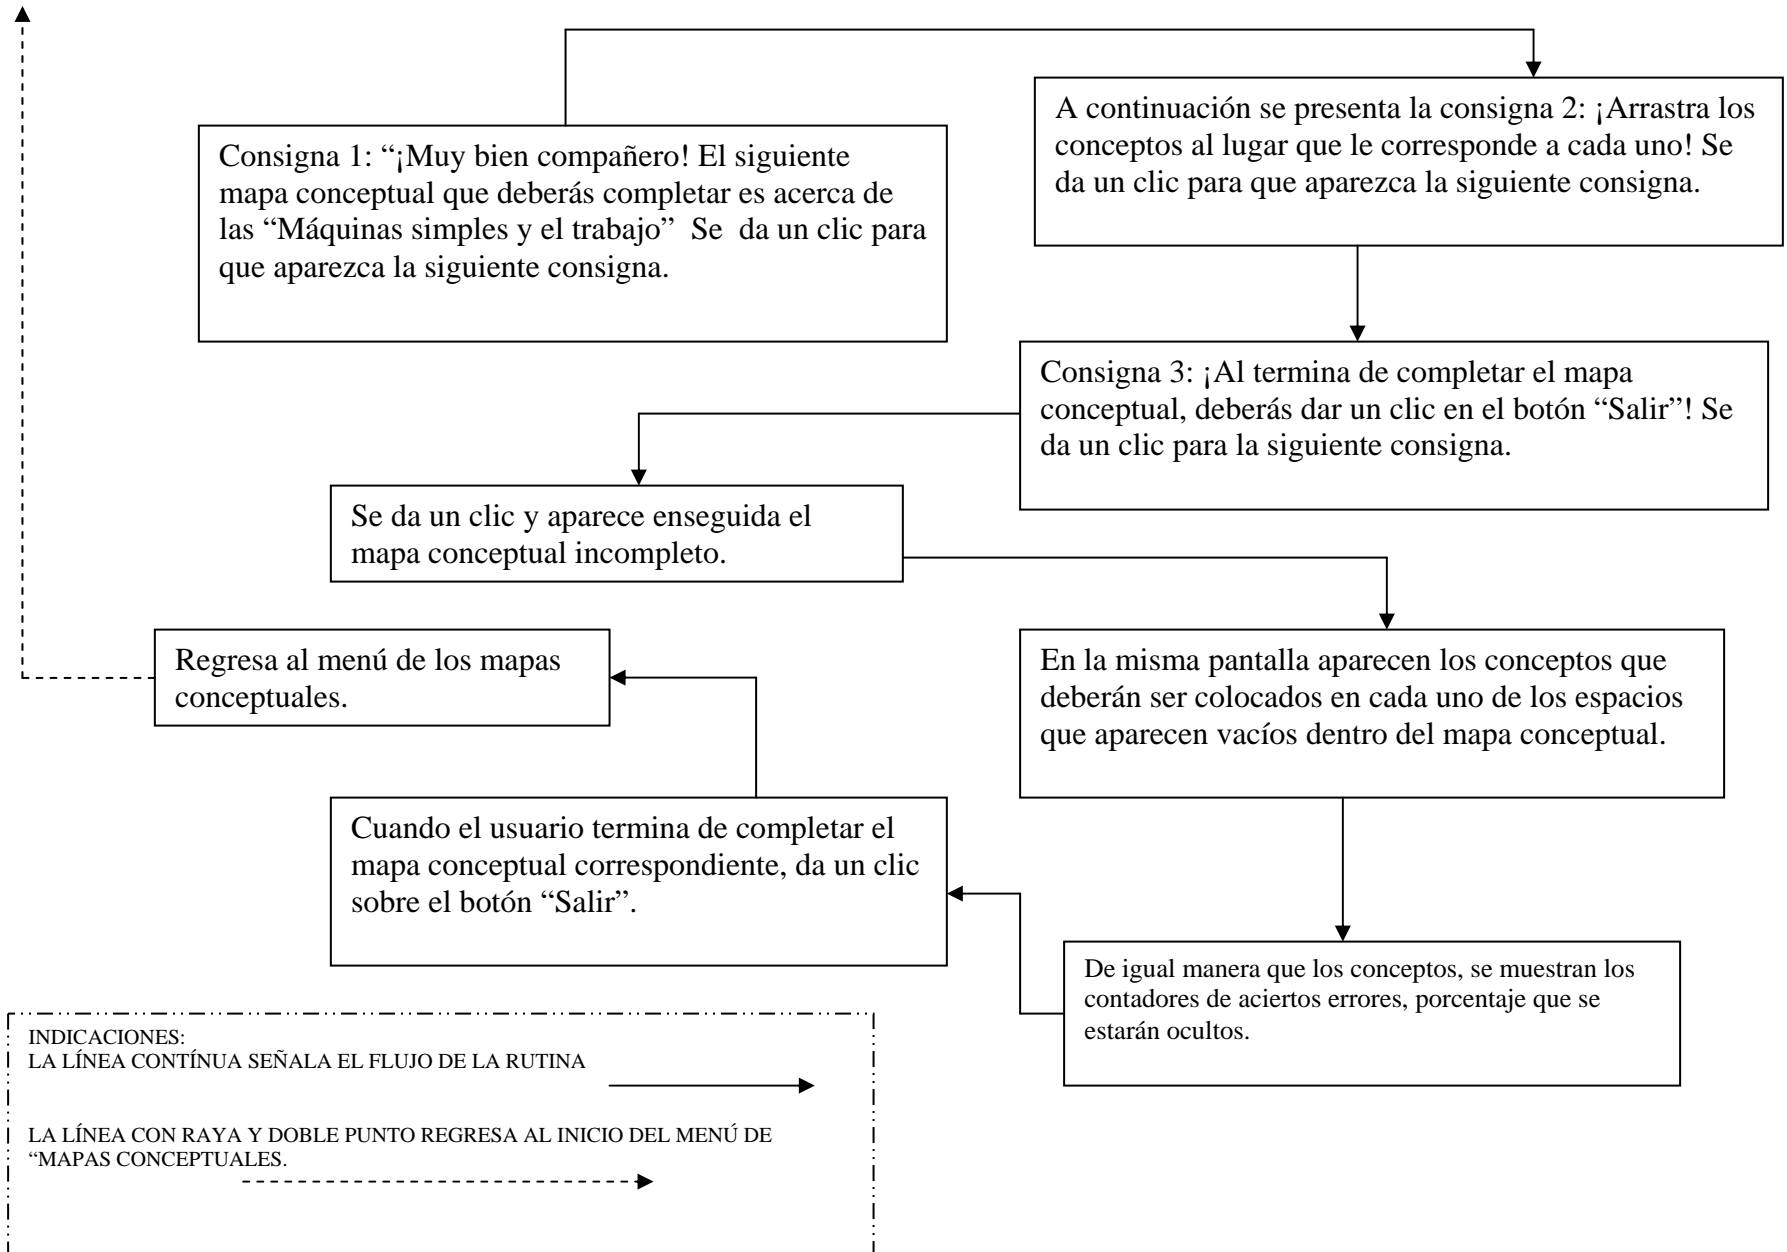 Consigna 1: “¡Muy bien compañero! El siguiente
mapa conceptual que deberás completar es acerca de
las “Máquinas simples y el trabajo” Se da un clic para
que aparezca la siguiente consigna.
A continuación se presenta la consigna 2: ¡Arrastra los
conceptos al lugar que le corresponde a cada uno! Se
da un clic para que aparezca la siguiente consigna.
Consigna 3: ¡Al termina de completar el mapa
conceptual, deberás dar un clic en el botón “Salir”! Se
da un clic para la siguiente consigna.
Se da un clic y aparece enseguida el
mapa conceptual incompleto.
En la misma pantalla aparecen los conceptos que
deberán ser colocados en cada uno de los espacios
que aparecen vacíos dentro del mapa conceptual.
De igual manera que los conceptos, se muestran los
contadores de aciertos errores, porcentaje que se
estarán ocultos.
Cuando el usuario termina de completar el
mapa conceptual correspondiente, da un clic
sobre el botón “Salir”.
Regresa al menú de los mapas
conceptuales.
INDICACIONES:
LA LÍNEA CONTÍNUA SEÑALA EL FLUJO DE LA RUTINA
LA LÍNEA CON RAYA Y DOBLE PUNTO REGRESA AL INICIO DEL MENÚ DE
“MAPAS CONCEPTUALES.